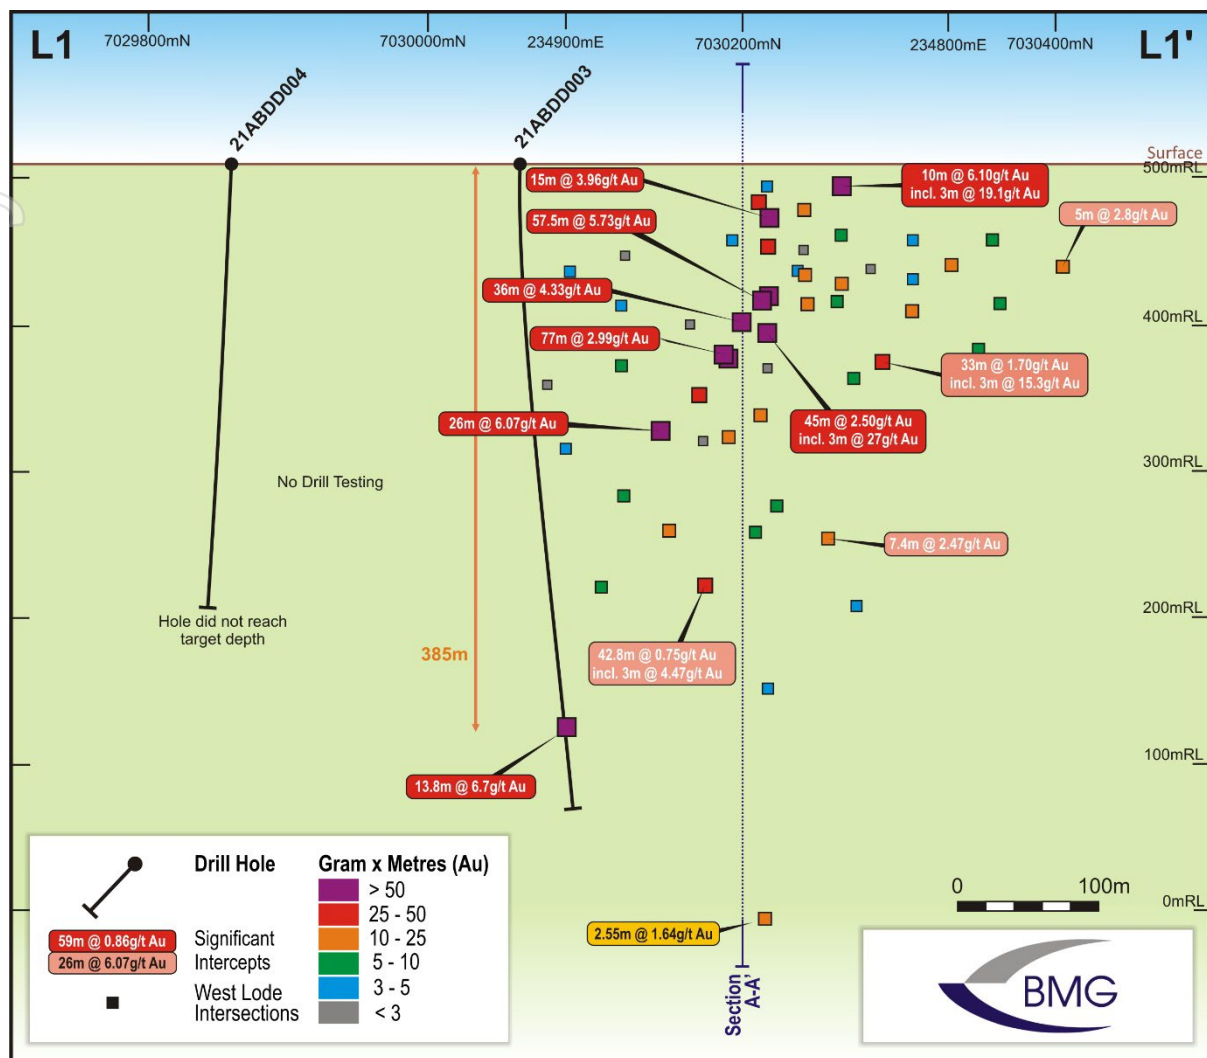 L1
7029800mN
7030000mN
234900mE
7030200mN
234800mE
7030400mN
L1'
21ABDD004
21ABDD003
Surface
500mRL
15m @ 3.96g/t Au
10m @ 6.10g/t Au
incl. 3m @ 19.1g/t Au
5m @ 2.8g/t Au
57.5m @ 5.73g/t Au
36m @ 4.33g/t Au
400mRL
77m @ 2.99g/t Au
33m @ 1.70g/t Au
incl. 3m @ 15.3g/t Au
26m @ 6.07g/t Au
45m @ 2.50g/t Au
incl. 3m @ 27g/t Au
300mRL
No Drill Testing
7.4m @ 2.47g/t Au
200mRL
Hole did not reach
target depth
385m
42.8m @ 0.75g/t Au
incl. 3m @ 4.47g/t Au
100mRL
13.8m @ 6.7g/t Au
Drill Hole
59m @ 0.86g/t Au
26m @ 6.07g/t Au
Significant
Intercepts
West Lode
Intersections
Gram x Metres (Au)
> 50
25 - 50
10 - 25
5 - 10
3 - 5
< 3
2.55m @ 1.64g/t Au
Section
A-A'
0
100m
0mRL
BMG